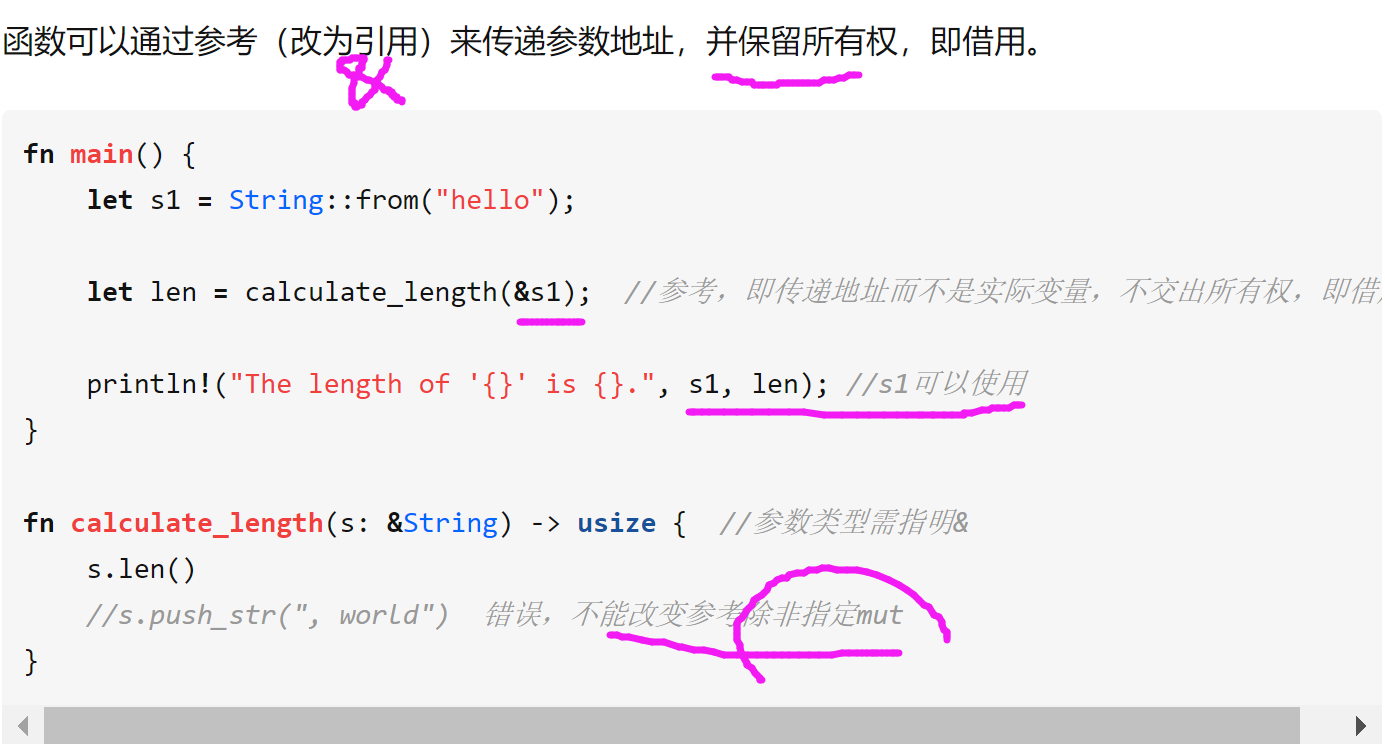 函数可以通过参考（改为引用）来传递参数地址，并保留所有权，即借用。
&
fn main() {
    let s1 = String::from("hello");
    let len = calculate_length(&s1);  //参考，即传递地址而不是实际变量，不交出所有权，即借
    println!("The length of '{}' is {}.", s1, len); //s1可以使用
}
fn calculate_length(s: &String) -> usize {  //参数类型需指明&
    s.len()
    //s.push_str(", world")  错误，不能改变参考除非指定mut
}